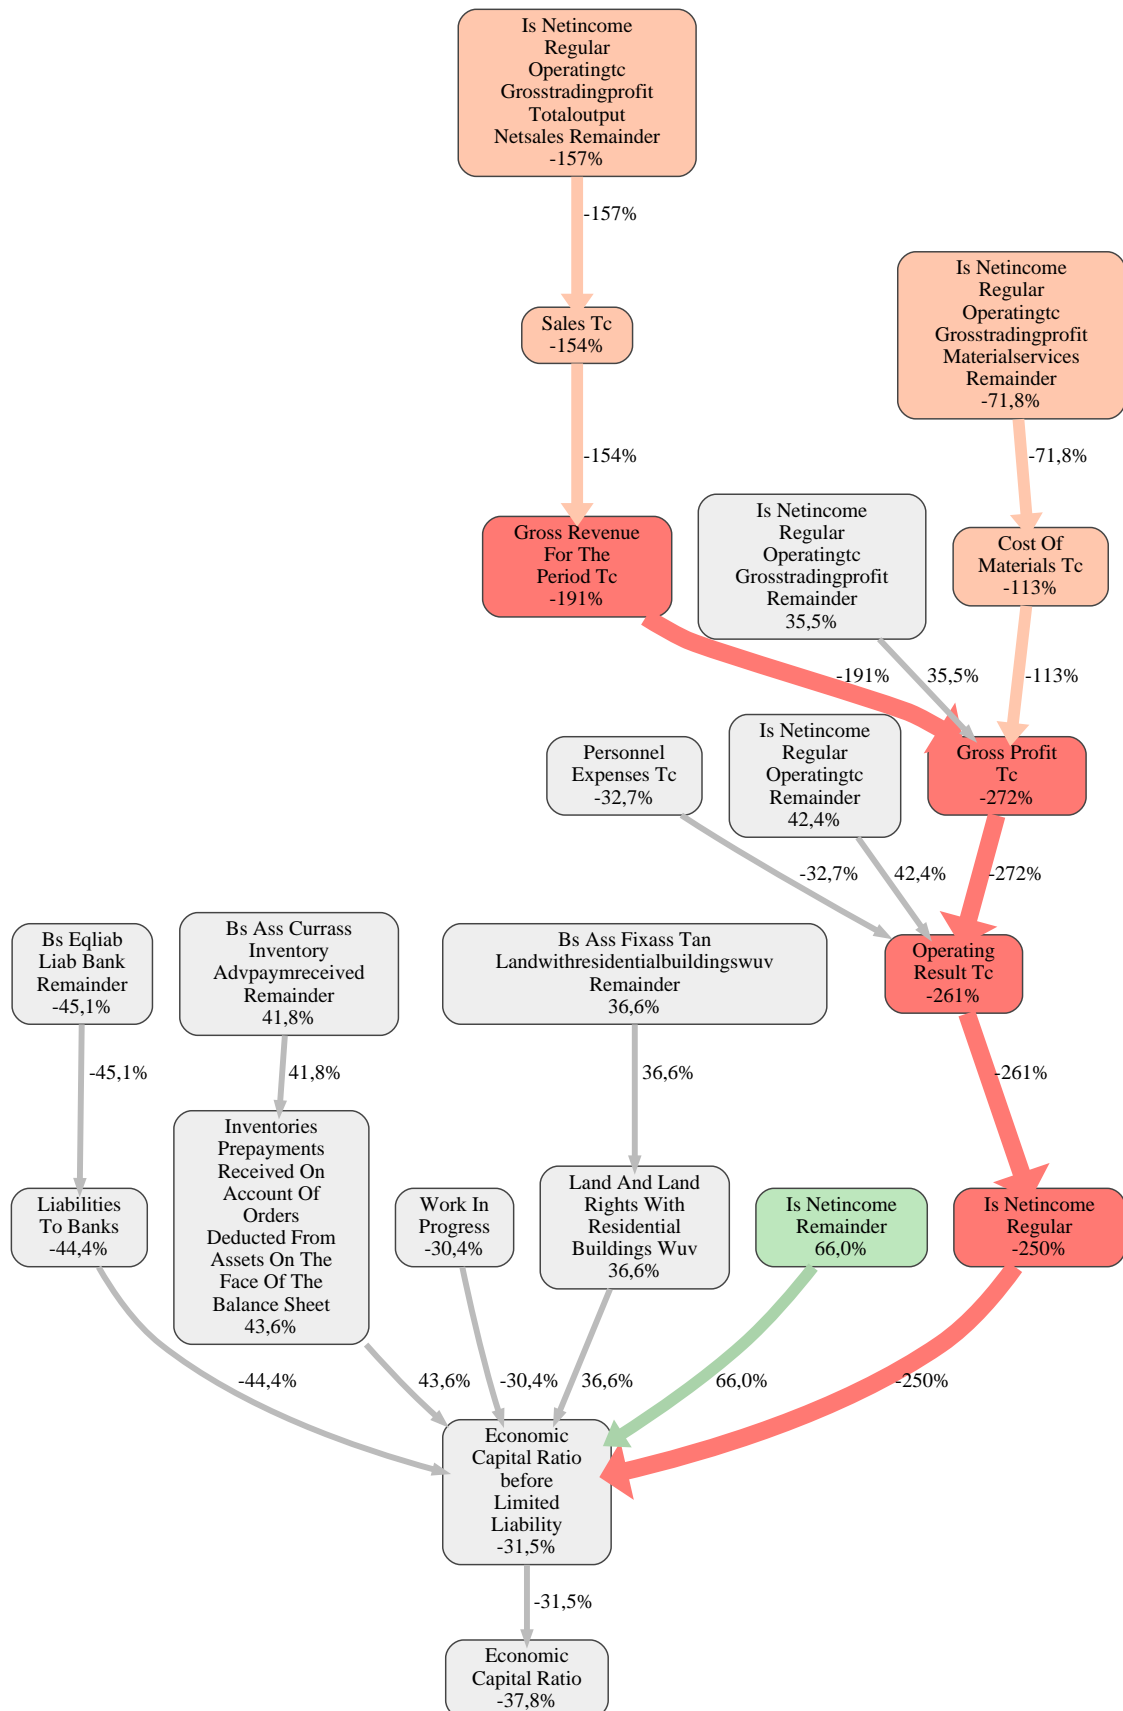 Is Netincome
Regular
Operatingtc
Grosstradingprofit
Totaloutput
Netsales Remainder
-157%
-157%
Is Netincome
Regular
Operatingtc
Grosstradingprofit
Materialservices
Remainder
-71,8%
Sales Tc
-154%
-154%
-71,8%
Gross Revenue
For The
Period Tc
-191%
Is Netincome
Regular
Operatingtc
Grosstradingprofit
Remainder
35,5%
Cost Of
Materials Tc
-113%
-191%
35,5%
-113%
Personnel
Expenses Tc
-32,7%
Is Netincome
Regular
Operatingtc
Remainder
42,4%
Gross Profit
Tc
-272%
-32,7%
42,4%
-272%
Bs Eqliab
Liab Bank
Remainder
-45,1%
Bs Ass Currass
Inventory
Advpaymreceived
Remainder
41,8%
Bs Ass Fixass Tan
Landwithresidentialbuildingswuv
Remainder
36,6%
Operating
Result Tc
-261%
-45,1%
41,8%
36,6%
-261%
Liabilities
To Banks
-44,4%
Inventories
Prepayments
Received On
Account Of
Orders
Deducted From
Assets On The
Face Of The
Balance Sheet
43,6%
Work In
Progress
-30,4%
Land And Land
Rights With
Residential
Buildings Wuv
36,6%
Is Netincome
Remainder
66,0%
Is Netincome
Regular
-250%
-44,4%
43,6%
-30,4%
36,6%
66,0%
-250%
Economic
Capital Ratio
before
Limited
Liability
-31,5%
-31,5%
Economic
Capital Ratio
-37,8%